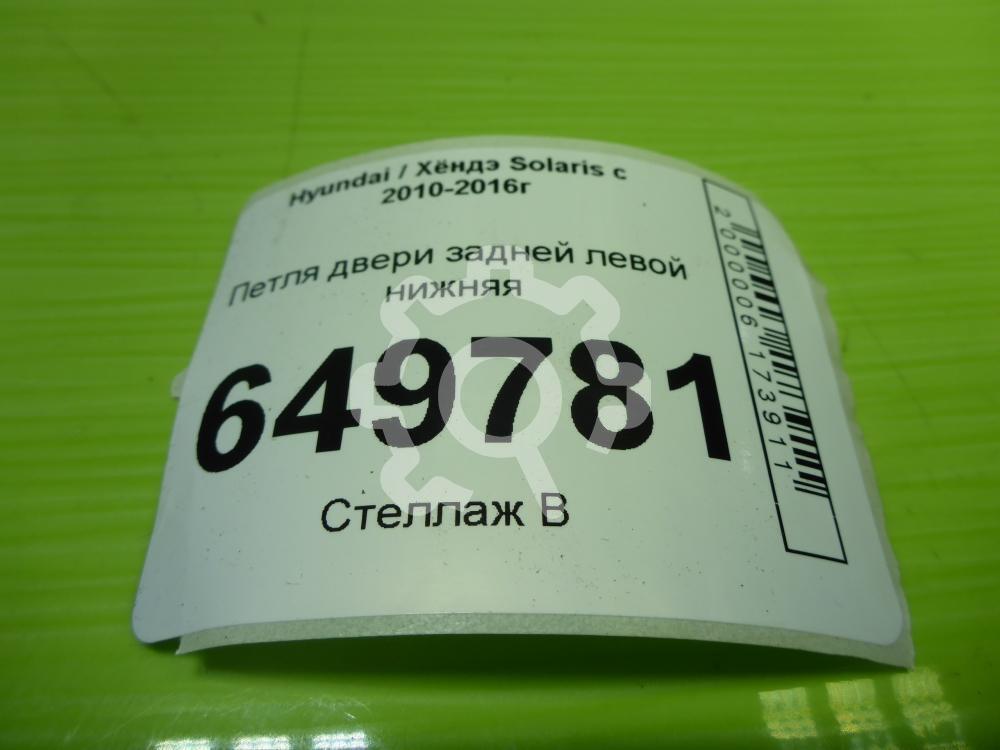 Hyundai / Хёндэ Solaris с
2010-2016г
Петля двери задней левой
нижняя
649781
Стеллаж В
2000006173911